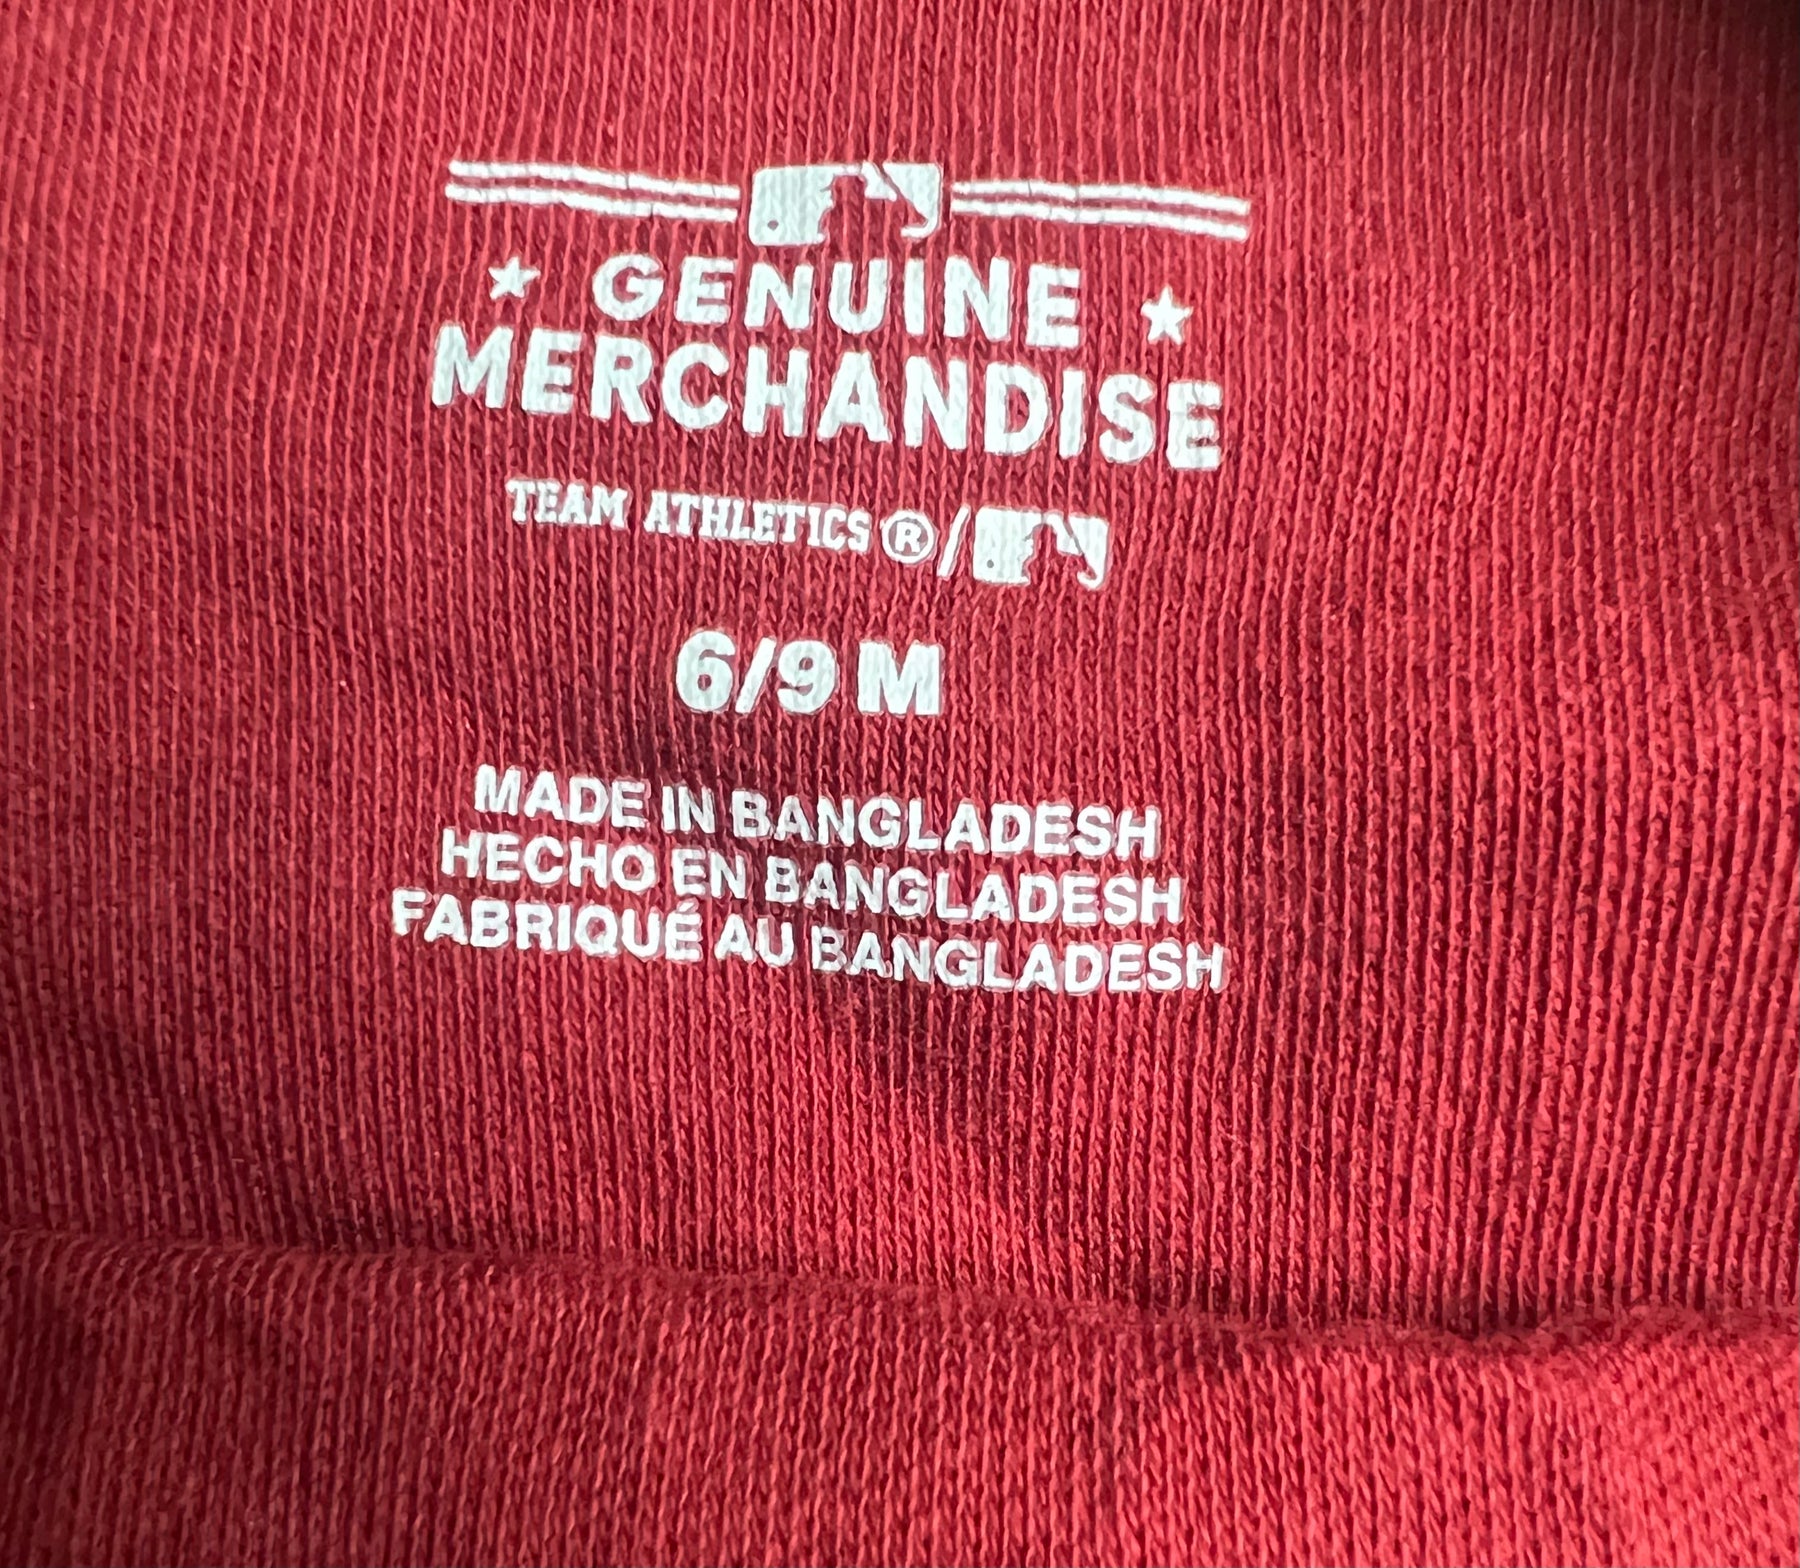 GENUINE
MERCHANDISE
TEAM ATHLETICS ® /
6/9 M
MADE IN BANGLADESH
HECHO EN BANGLADESH
FABRIQUÉ AU BANGLADESH